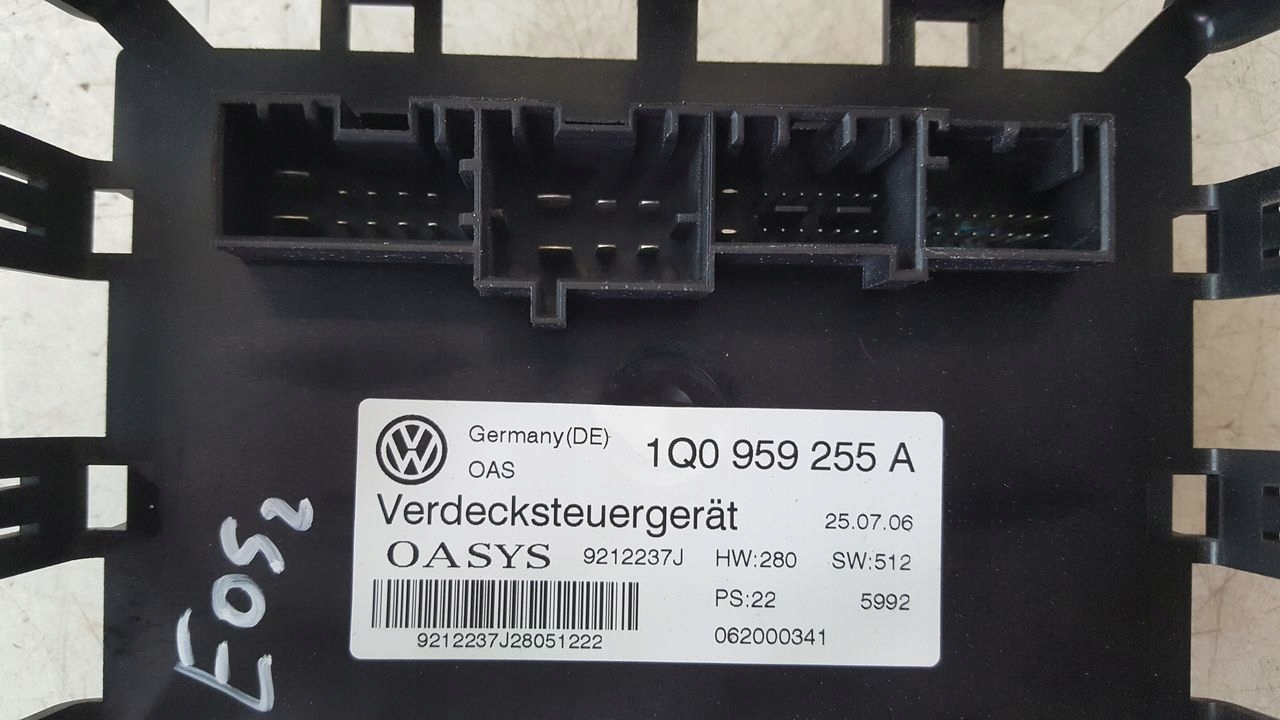 Germany(DE)
OAS
1Q0 959 255 A
Verdecksteuergerät
25.07.06
OASYS 9212237J HW:280 SW:512
PS:22 5992
9212237J28051222
062000341
EOS2